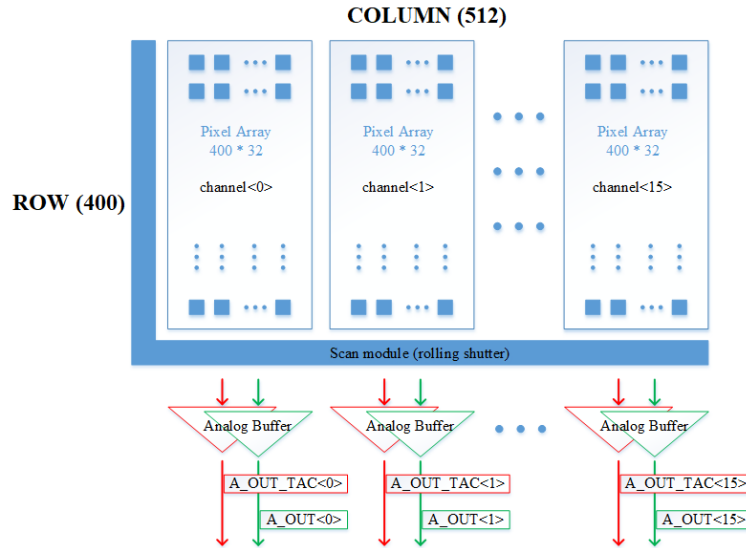 COLUMN (512)
Pixel Array
400 * 32
channel<0>
Pixel Array
400 * 32
channel<1>
Pixel Array
400 * 32
channel<15>
ROW (400)
Scan module (rolling shutter)
Analog Buffer
Analog Buffer
Analog Buffer
A_OUT_TAC<0>
A_OUT_TAC<1>
A_OUT_TAC<15>
A_OUT<0>
A_OUT<1>
A_OUT<15>